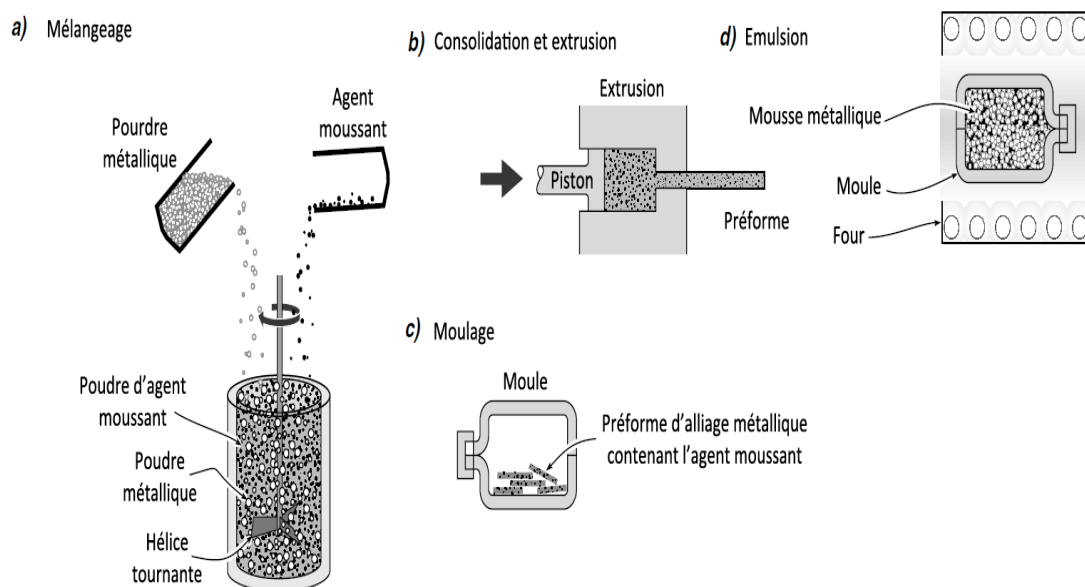 a) Mélangeage
Pourdre
métallique
Agent
moussant
Poudre d'agent
moussant
Poudre
métallique
Hélice
tournante
b) Consolidation et extrusion
Extrusion
Piston
Préforme
c) Moulage
Moule
Préforme d'alliage métallique
contenant l'agent moussant
d) Emulsion
Mousse métallique
Moule
Four